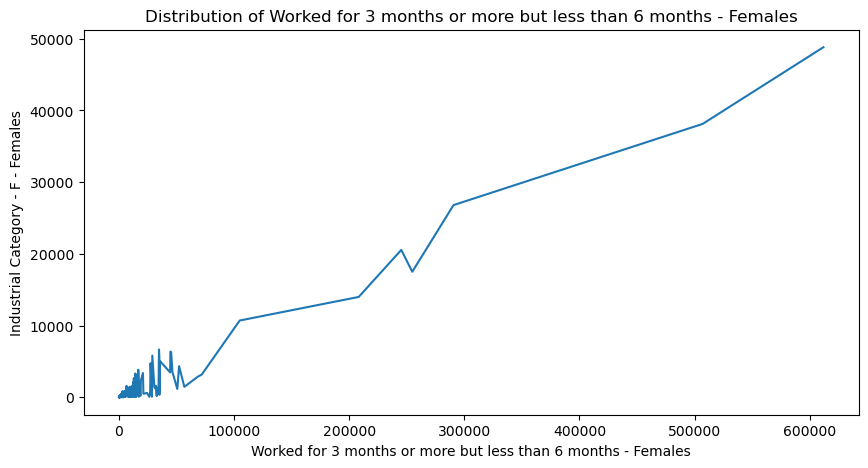 Distribution of Worked for 3 months or more but less than 6 months - Females
50000
40000
30000
20000
10000
0
Industrial Category - F - Females
0 100000 200000 300000 400000 500000 600000
Worked for 3 months or more but less than 6 months - Females